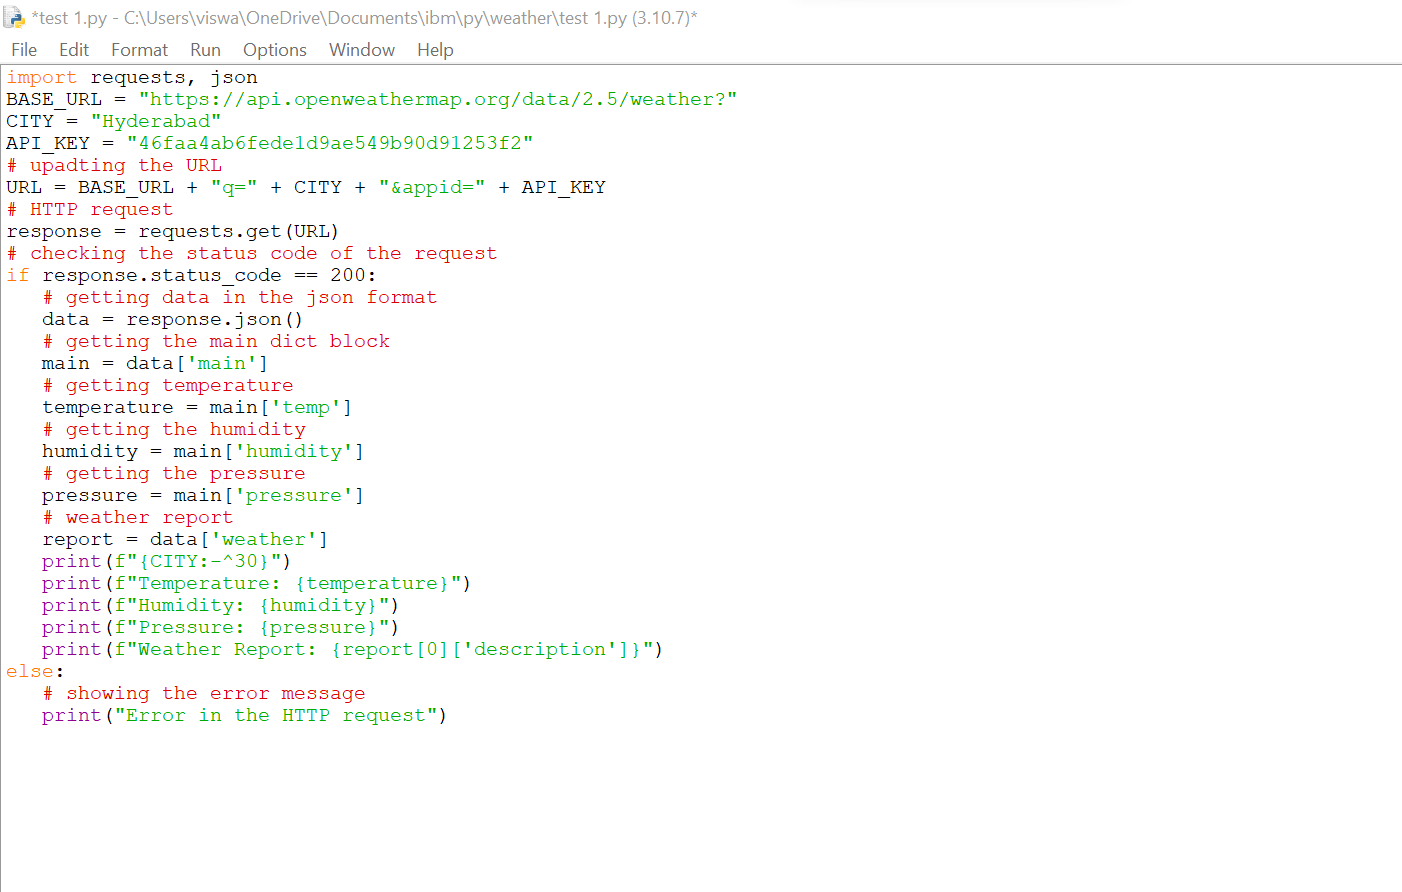 *test 1.py - C:\Users\viswa\OneDrive\Documents\ibm\py\weather\test 1.py (3.10.7)*
File Edit Format Run Options Window Help
import requests, json
BASE_URL = "https://api.openweathermap.org/data/2.5/weather?"
CITY = "Hyderabad"
API_KEY = "46faa4ab6fede1d9ae549b90d91253f2"
# upadting the URL
URL = BASE_URL + "q=" + CITY + "&appid=" + API_KEY
# HTTP request
response = requests.get(URL)
# checking the status code of the request
if response.status_code == 200:
   # getting data in the json format
   data = response.json()
   # getting the main dict block
   main = data['main']
   # getting temperature
   temperature = main['temp']
   # getting the humidity
   humidity = main['humidity']
   # getting the pressure
   pressure = main['pressure']
   # weather report
   report = data['weather']
   print(f"{CITY:-^30}")
   print(f"Temperature: {temperature}")
   print(f"Humidity: {humidity}")
   print(f"Pressure: {pressure}")
   print(f"Weather Report: {report[0]['description']}")
else:
   # showing the error message
   print("Error in the HTTP request")